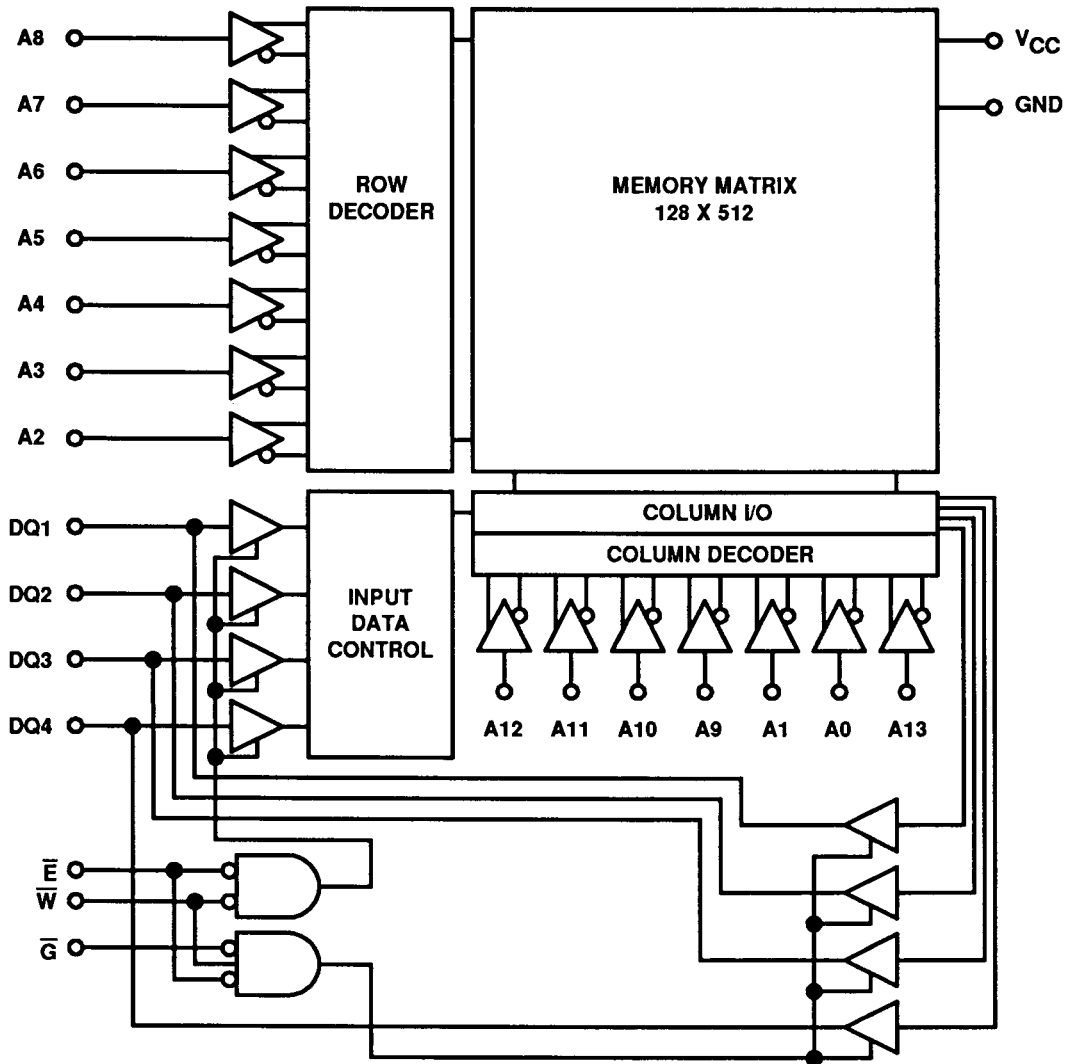 A8
A7
A6
A5
A4
A3
A2
ROW
DECODER
MEMORY MATRIX
128 X 512
VCC
GND
DQ1
DQ2
DQ3
DQ4
INPUT
DATA
CONTROL
COLUMN I/O
COLUMN DECODER
A12 A11 A10 A9 A1 A0 A13
E̅
W̅
G̅